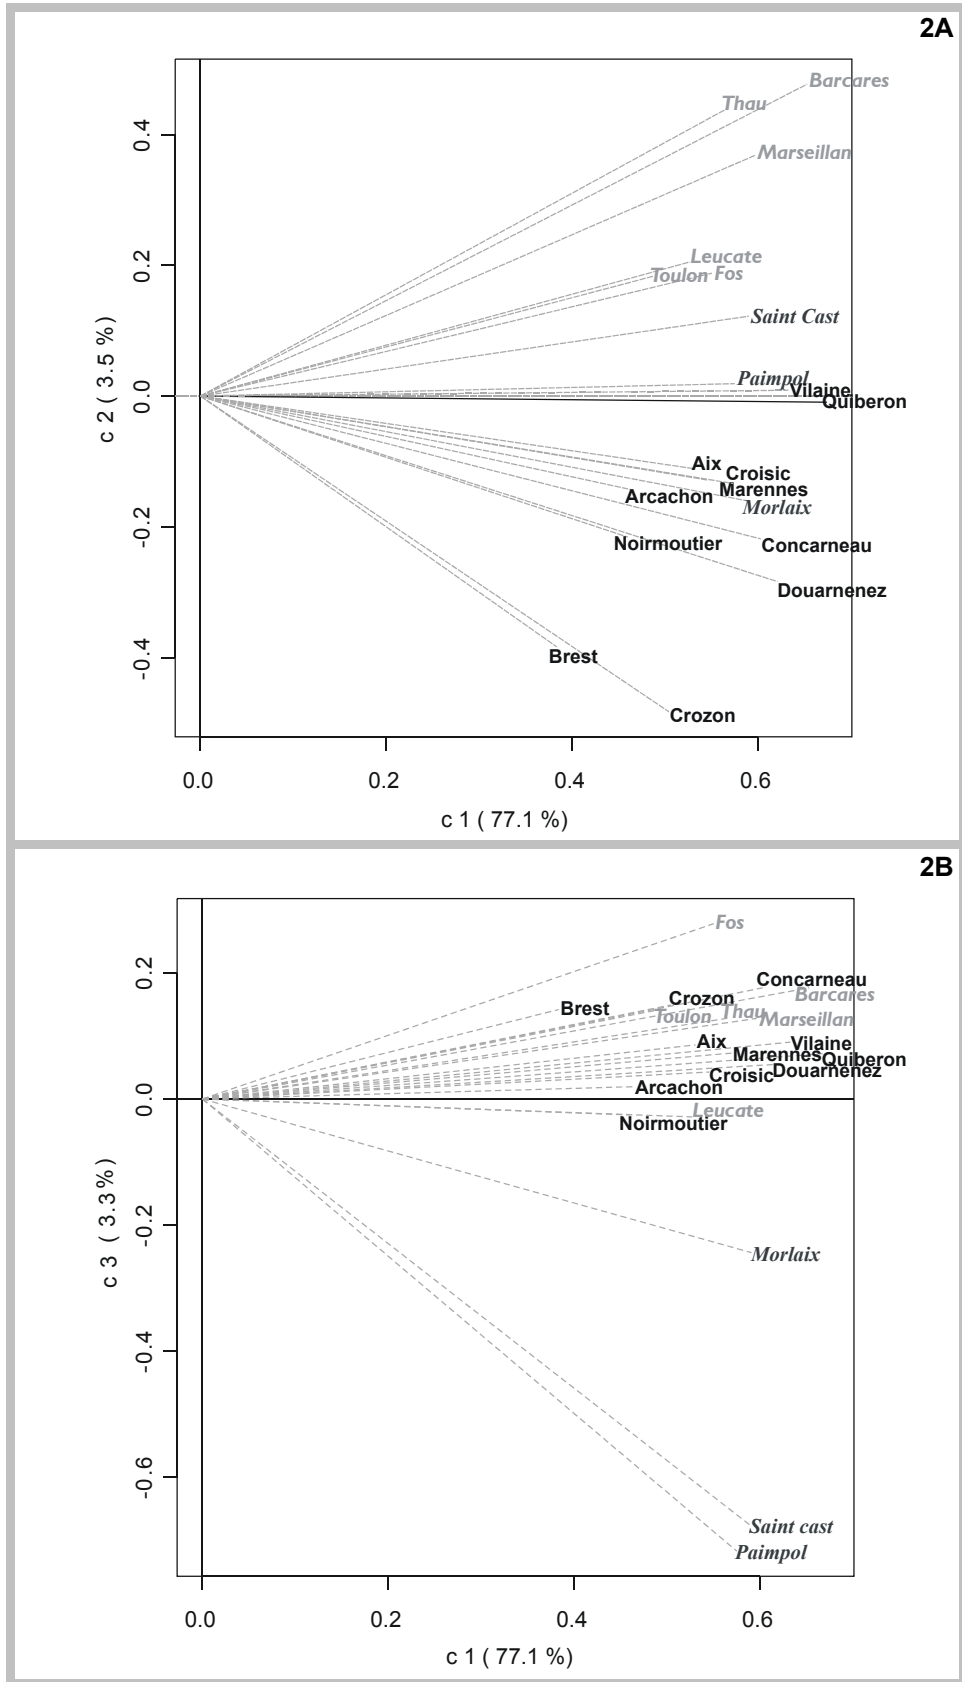 2A
Barcares
Thau
Marseillan
Leucate
Toulon Fos
Saint Cast
Paimpol
Vilaine
Quiberon
Aix
Croisic
Marennes
Arcachon
Morlaix
Noirmoutier
Concarneau
Douarnenez
Brest
Crozon
0.4
0.2
0.0
-0.2
-0.4
c 2 ( 3.5 %)
0.0 0.2 0.4 0.6
c 1 ( 77.1 %)
2B
Fos
Concarneau
Barcares
Crozon
Brest
Thau
Toulon
Marseillan
Aix
Vilaine
Marennes
Quiberon
Douarnenez
Croisic
Arcachon
Leucate
Noirmoutier
Morlaix
Saint cast
Paimpol
0.2
0.0
-0.2
-0.4
-0.6
c 3 ( 3.3%)
0.0 0.2 0.4 0.6
c 1 ( 77.1 %)